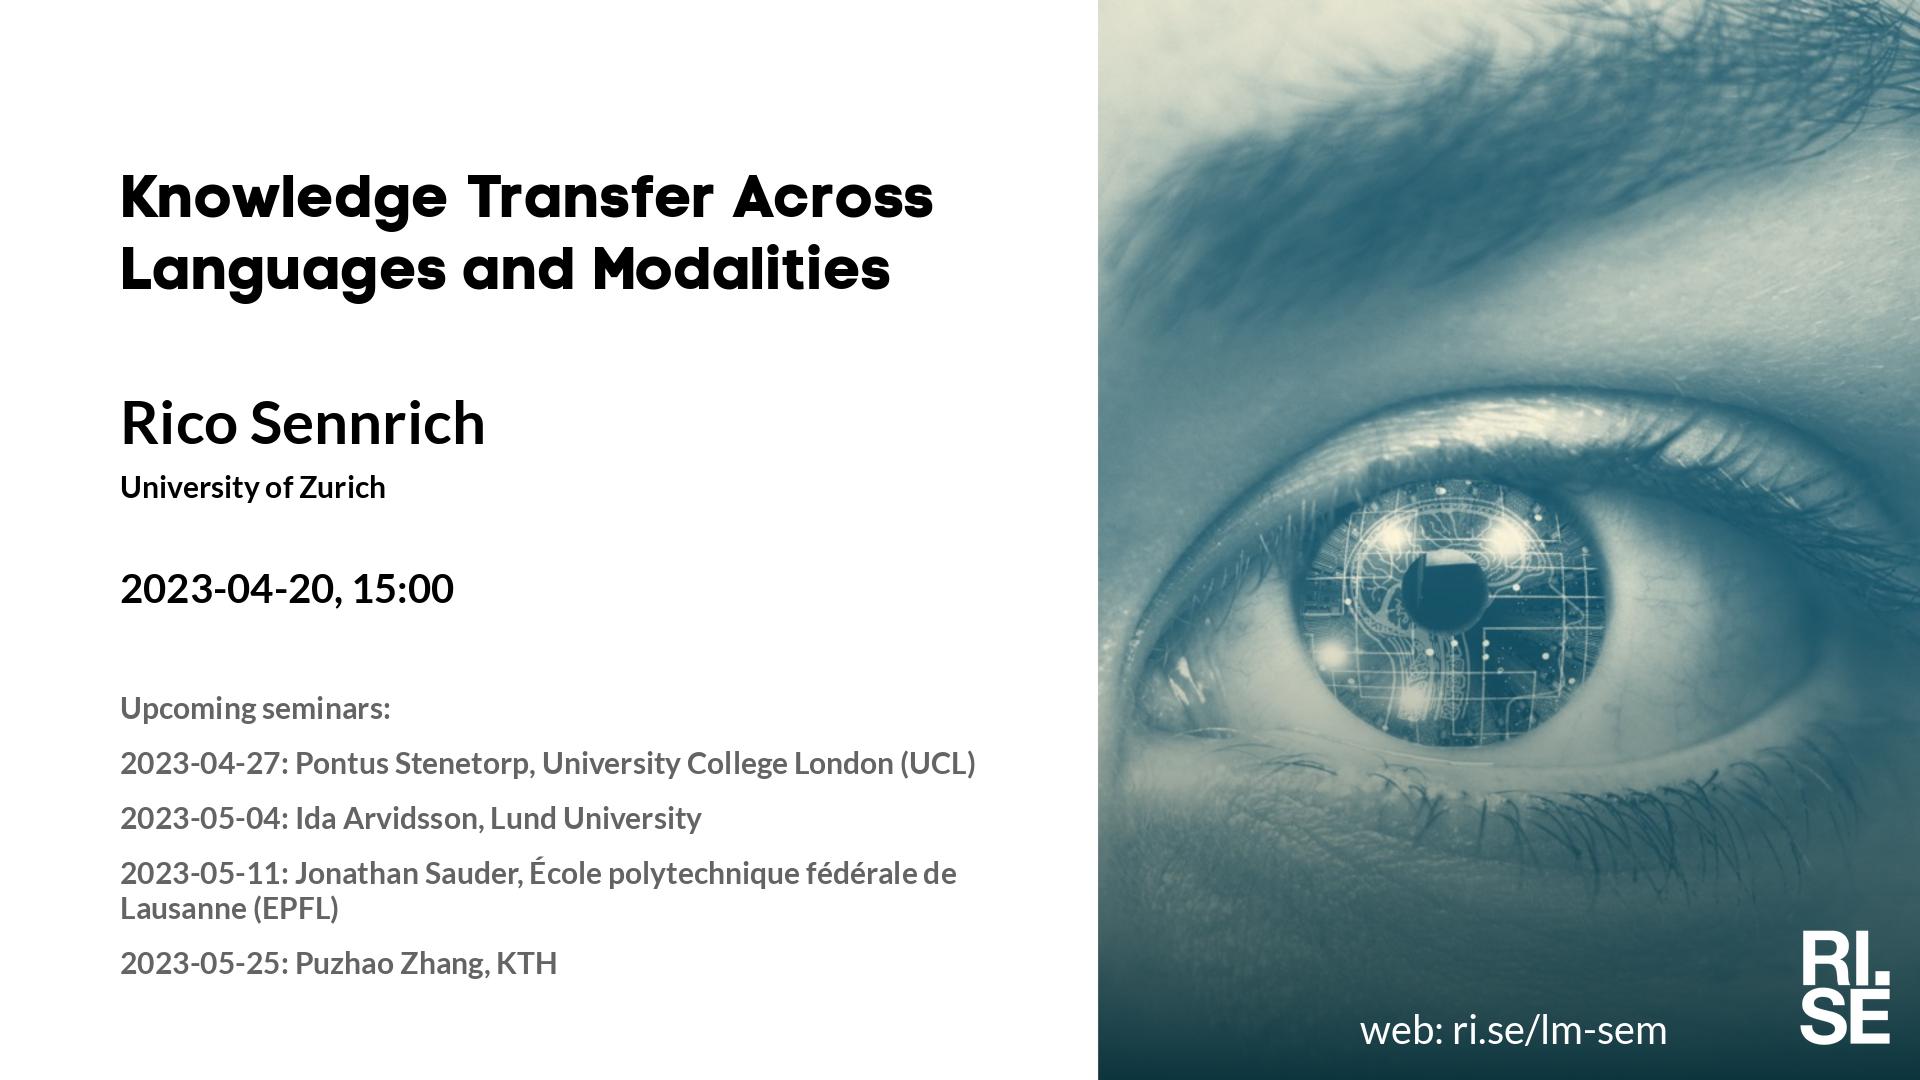 Knowledge Transfer Across
Languages and Modalities
Rico Sennrich
University of Zurich
2023-04-20, 15:00
Upcoming seminars:
2023-04-27: Pontus Stenetorp, University College London (UCL)
2023-05-04: Ida Arvidsson, Lund University
2023-05-11: Jonathan Sauder, École polytechnique fédérale de
Lausanne (EPFL)
2023-05-25: Puzhao Zhang, KTH
web: ri.se/lm-sem
RI.
SE